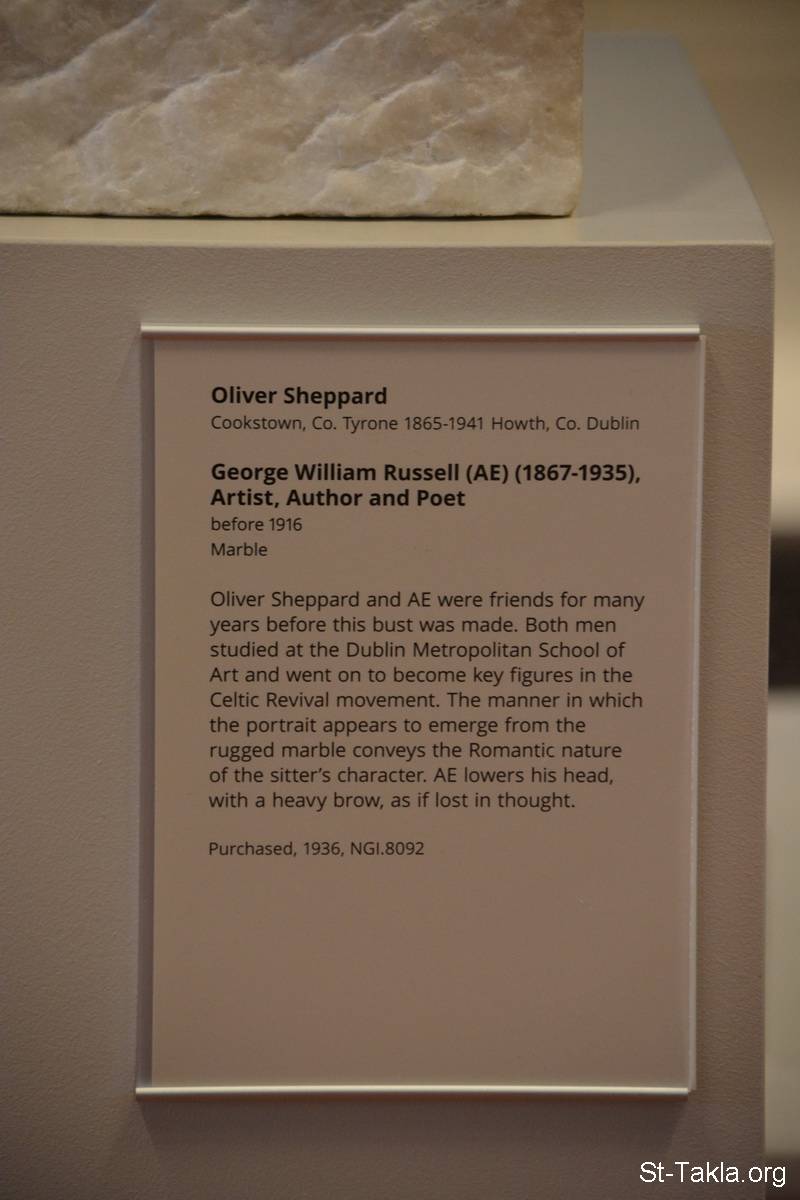 Oliver Sheppard
Cookstown, Co. Tyrone 1865-1941 Howth, Co. Dublin
George William Russell (AE) (1867-1935),
Artist, Author and Poet
before 1916
Marble
Oliver Sheppard and AE were friends for many
years before this bust was made. Both men
studied at the Dublin Metropolitan School of
Art and went on to become key figures in the
Celtic Revival movement. The manner in which
the portrait appears to emerge from the
rugged marble conveys the Romantic nature
of the sitter's character. AE lowers his head,
with a heavy brow, as if lost in thought.
Purchased, 1936, NGI.8092
St-Takla.org